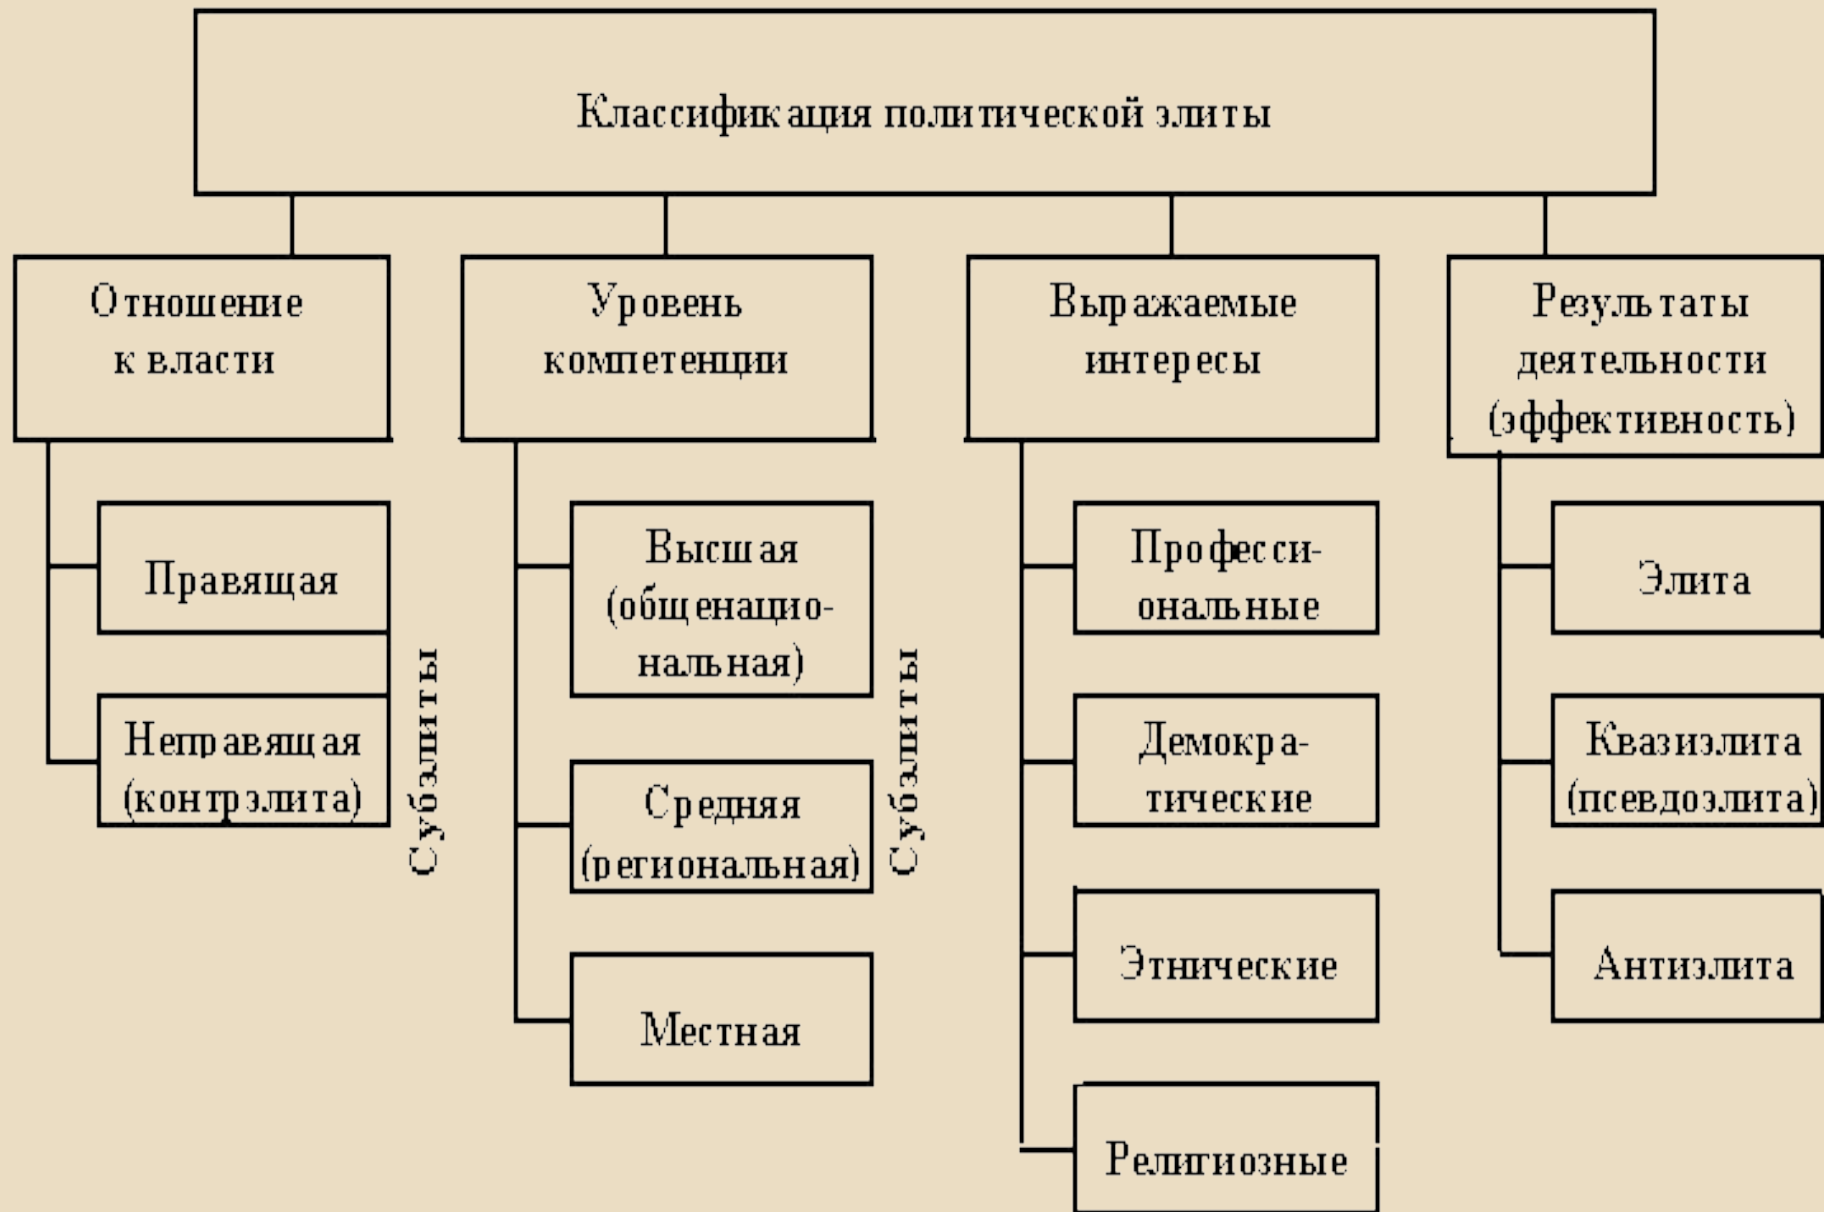 Классификация политической элиты
Отношение
к власти
Правящая
Неправящая
(контрэлита)
Субэлиты
Уровень
компетенции
Высшая
(общенацио-
нальная)
Средняя
(региональная)
Местная
Субэлиты
Выражаемые
интересы
Професси-
ональные
Демокра-
тические
Этнические
Религиозные
Результаты
деятельности
(эффективность)
Элита
Квазиэлита
(псевдоэлита)
Антиэлита